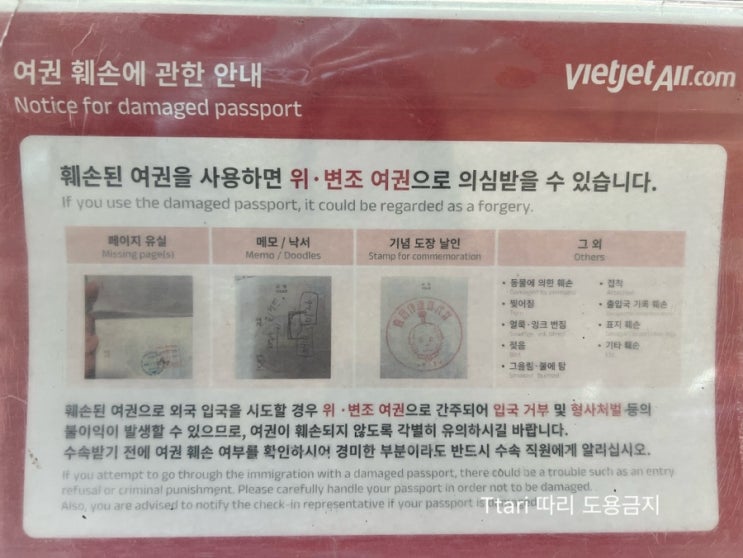 여권 훼손에 관한 안내
Notice for damaged passport
vietjetAir.com
훼손된 여권을 사용하면 위·변조 여권으로 의심받을 수 있습니다.
If you use the damaged passport, it could be regarded as a forgery.
페이지 유실
Missing page(s)
메모 / 낙서
Memo / Doodles
기념 도장 날인
Stamp for commemoration
그 외
Others
• 동물에 의한 훼손
• 찢어짐
• 얼룩·잉크 번짐
• 젖음
• 그을림·불에 탐
• 접착
• 출입국 기록 훼손
• 표지 훼손
• 기타 훼손
훼손된 여권으로 외국 입국을 시도할 경우 위·변조 여권으로 간주되어 입국 거부 및 형사처벌 등의
불이익이 발생할 수 있으므로, 여권이 훼손되지 않도록 각별히 유의하시길 바랍니다.
수속받기 전에 여권 훼손 여부를 확인하시어 경미한 부분이라도 반드시 수속 직원에게 알리십시오.
If you attempt to go through the immigration with a damaged passport, there could be a trouble such as an entry
refusal or criminal punishment. Please carefully handle your passport in order not to be damaged.
Also, you are advised to notify the check-in representative if your passport is
Ttari 따리 도용금지